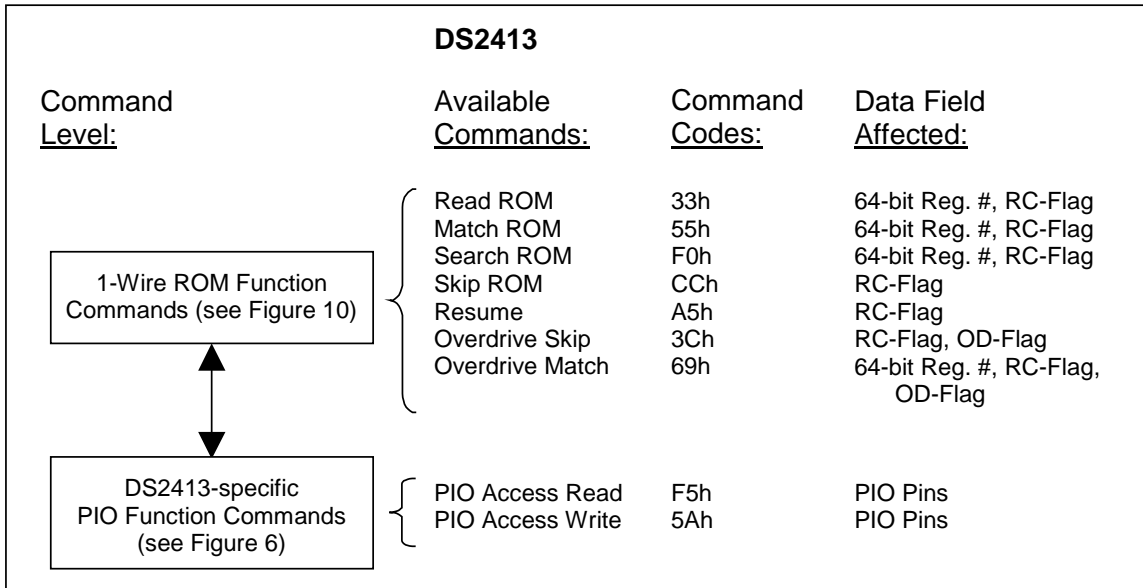 DS2413
Command Level:
Available Commands:
Command Codes:
Data Field Affected:
1-Wire ROM Function
Commands (see Figure 10)
Read ROM 33h 64-bit Reg. #, RC-Flag
Match ROM 55h 64-bit Reg. #, RC-Flag
Search ROM F0h 64-bit Reg. #, RC-Flag
Skip ROM CCh RC-Flag
Resume A5h RC-Flag
Overdrive Skip 3Ch RC-Flag, OD-Flag
Overdrive Match 69h 64-bit Reg. #, RC-Flag,
OD-Flag
DS2413-specific
PIO Function Commands
(see Figure 6)
PIO Access Read F5h PIO Pins
PIO Access Write 5Ah PIO Pins